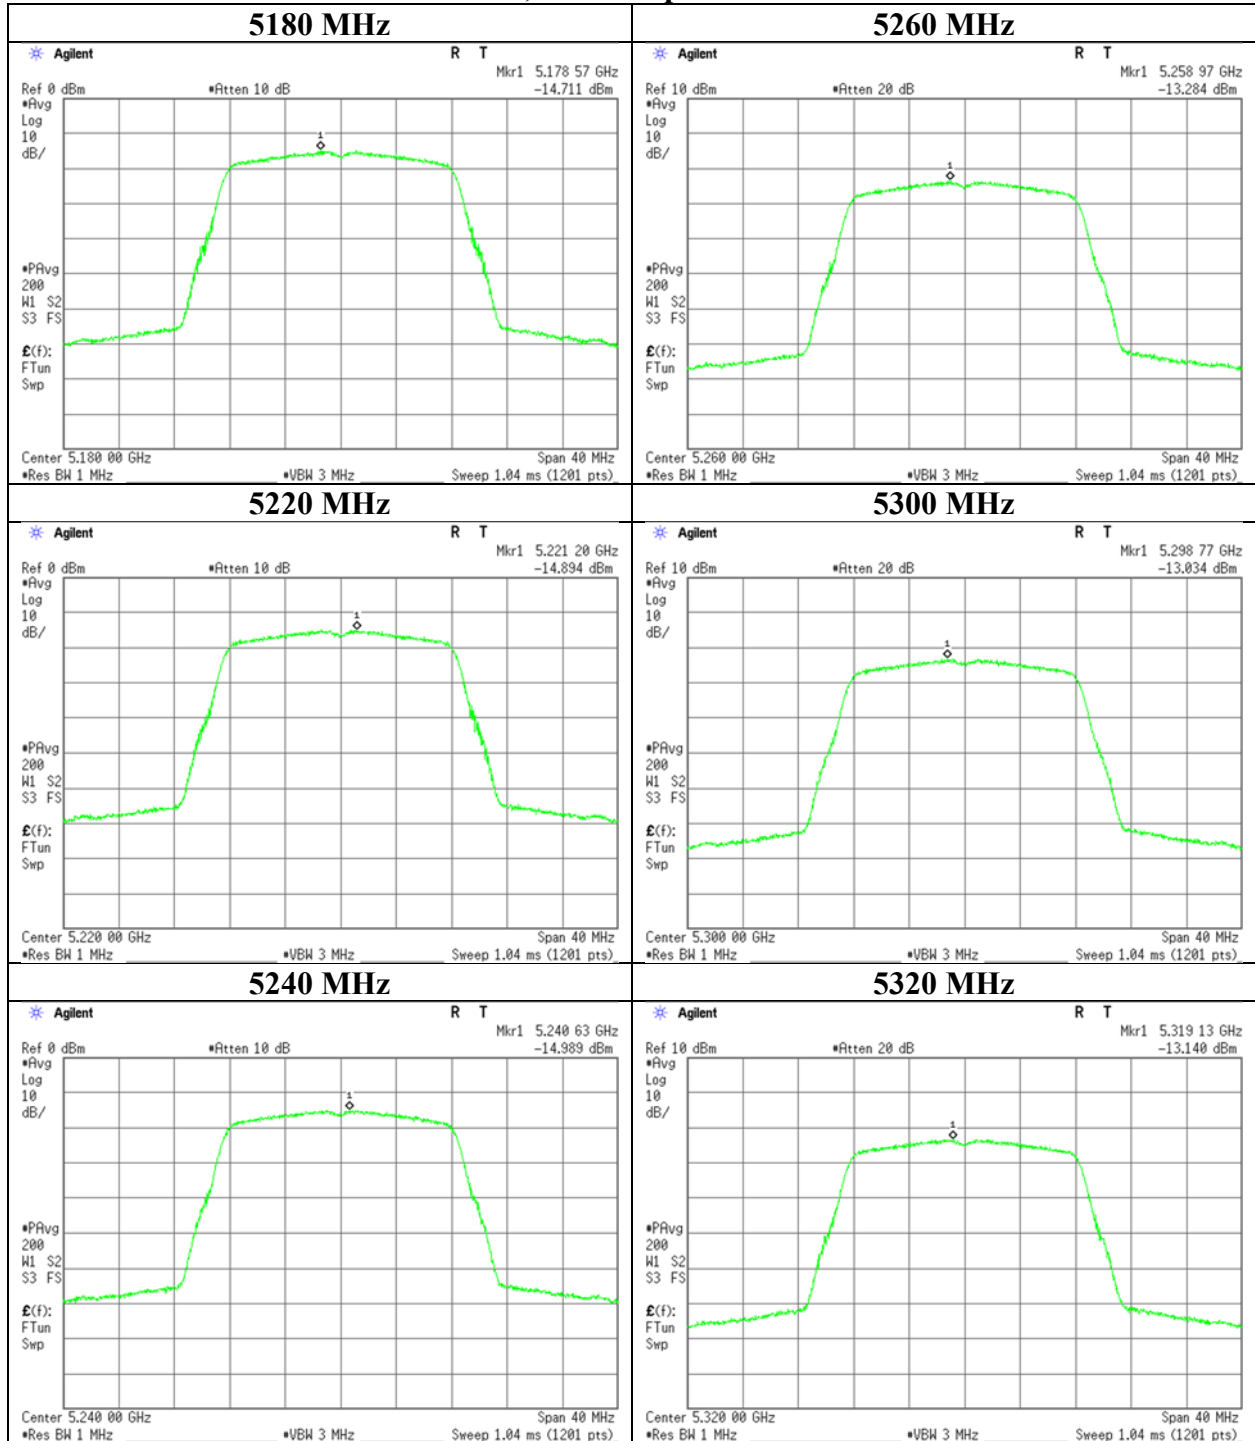 5180 MHz
Agilent R T
Mkr1 5.178 57 GHz
Ref 0 dBm #Atten 10 dB -14.711 dBm
#Avg
Log
10
dB/
1
#PAvg
200
W1 S2
S3 FS
£(f):
FTun
Swp
Center 5.180 00 GHz Span 40 MHz
#Res BW 1 MHz #VBW 3 MHz Sweep 1.04 ms (1201 pts)
5260 MHz
Agilent R T
Mkr1 5.258 97 GHz
Ref 10 dBm #Atten 20 dB -13.284 dBm
#Avg
Log
10
dB/
1
#PAvg
200
W1 S2
S3 FS
£(f):
FTun
Swp
Center 5.260 00 GHz Span 40 MHz
#Res BW 1 MHz #VBW 3 MHz Sweep 1.04 ms (1201 pts)
5220 MHz
Agilent R T
Mkr1 5.221 20 GHz
Ref 0 dBm #Atten 10 dB -14.894 dBm
#Avg
Log
10
dB/
1
#PAvg
200
W1 S2
S3 FS
£(f):
FTun
Swp
Center 5.220 00 GHz Span 40 MHz
#Res BW 1 MHz #VBW 3 MHz Sweep 1.04 ms (1201 pts)
5300 MHz
Agilent R T
Mkr1 5.298 77 GHz
Ref 10 dBm #Atten 20 dB -13.034 dBm
#Avg
Log
10
dB/
1
#PAvg
200
W1 S2
S3 FS
£(f):
FTun
Swp
Center 5.300 00 GHz Span 40 MHz
#Res BW 1 MHz #VBW 3 MHz Sweep 1.04 ms (1201 pts)
5240 MHz
Agilent R T
Mkr1 5.240 63 GHz
Ref 0 dBm #Atten 10 dB -14.989 dBm
#Avg
Log
10
dB/
1
#PAvg
200
W1 S2
S3 FS
£(f):
FTun
Swp
Center 5.240 00 GHz Span 40 MHz
#Res BW 1 MHz #VBW 3 MHz Sweep 1.04 ms (1201 pts)
5320 MHz
Agilent R T
Mkr1 5.319 13 GHz
Ref 10 dBm #Atten 20 dB -13.140 dBm
#Avg
Log
10
dB/
1
#PAvg
200
W1 S2
S3 FS
£(f):
FTun
Swp
Center 5.320 00 GHz Span 40 MHz
#Res BW 1 MHz #VBW 3 MHz Sweep 1.04 ms (1201 pts)